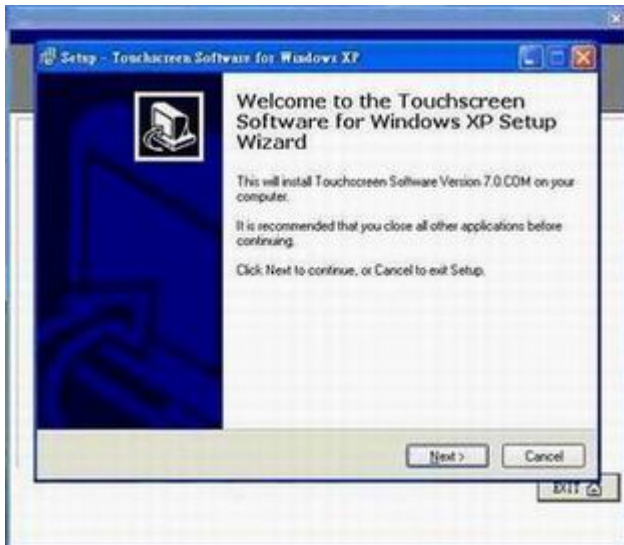 Setup - Touchscreen Software for Windows XP
Welcome to the Touchscreen
Software for Windows XP Setup
Wizard
This will install Touchscreen Software Version 7.0.COM on your
computer.
It is recommended that you close all other applications before
continuing.
Click Next to continue, or Cancel to exit Setup.
Next >
Cancel
EXIT